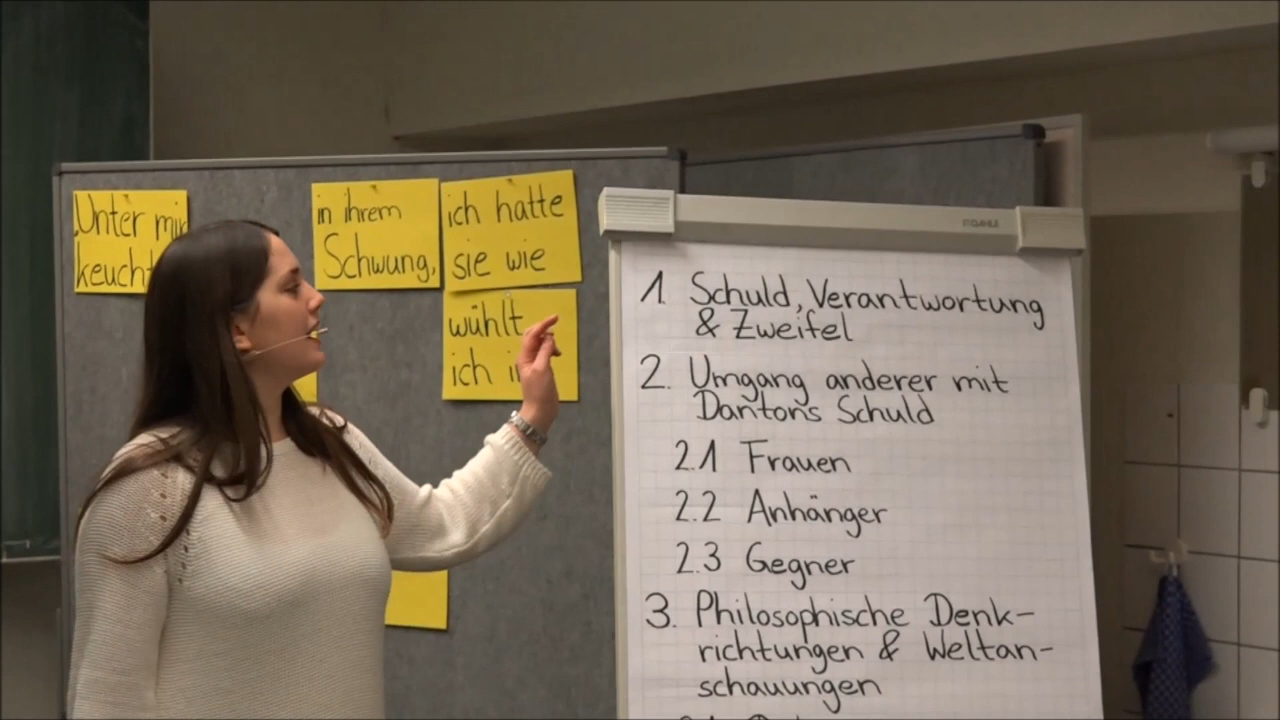 Unter mir
keucht
in ihrem
Schwung,
ich hatte
sie wie
wühlt
ich
DAHLE
1. Schuld, Verantwortung
& Zweifel
2. Umgang anderer mit
Dantons Schuld
2.1 Frauen
2.2 Anhänger
2.3 Gegner
3. Philosophische Denk-
richtungen & Weltan-
schauungen